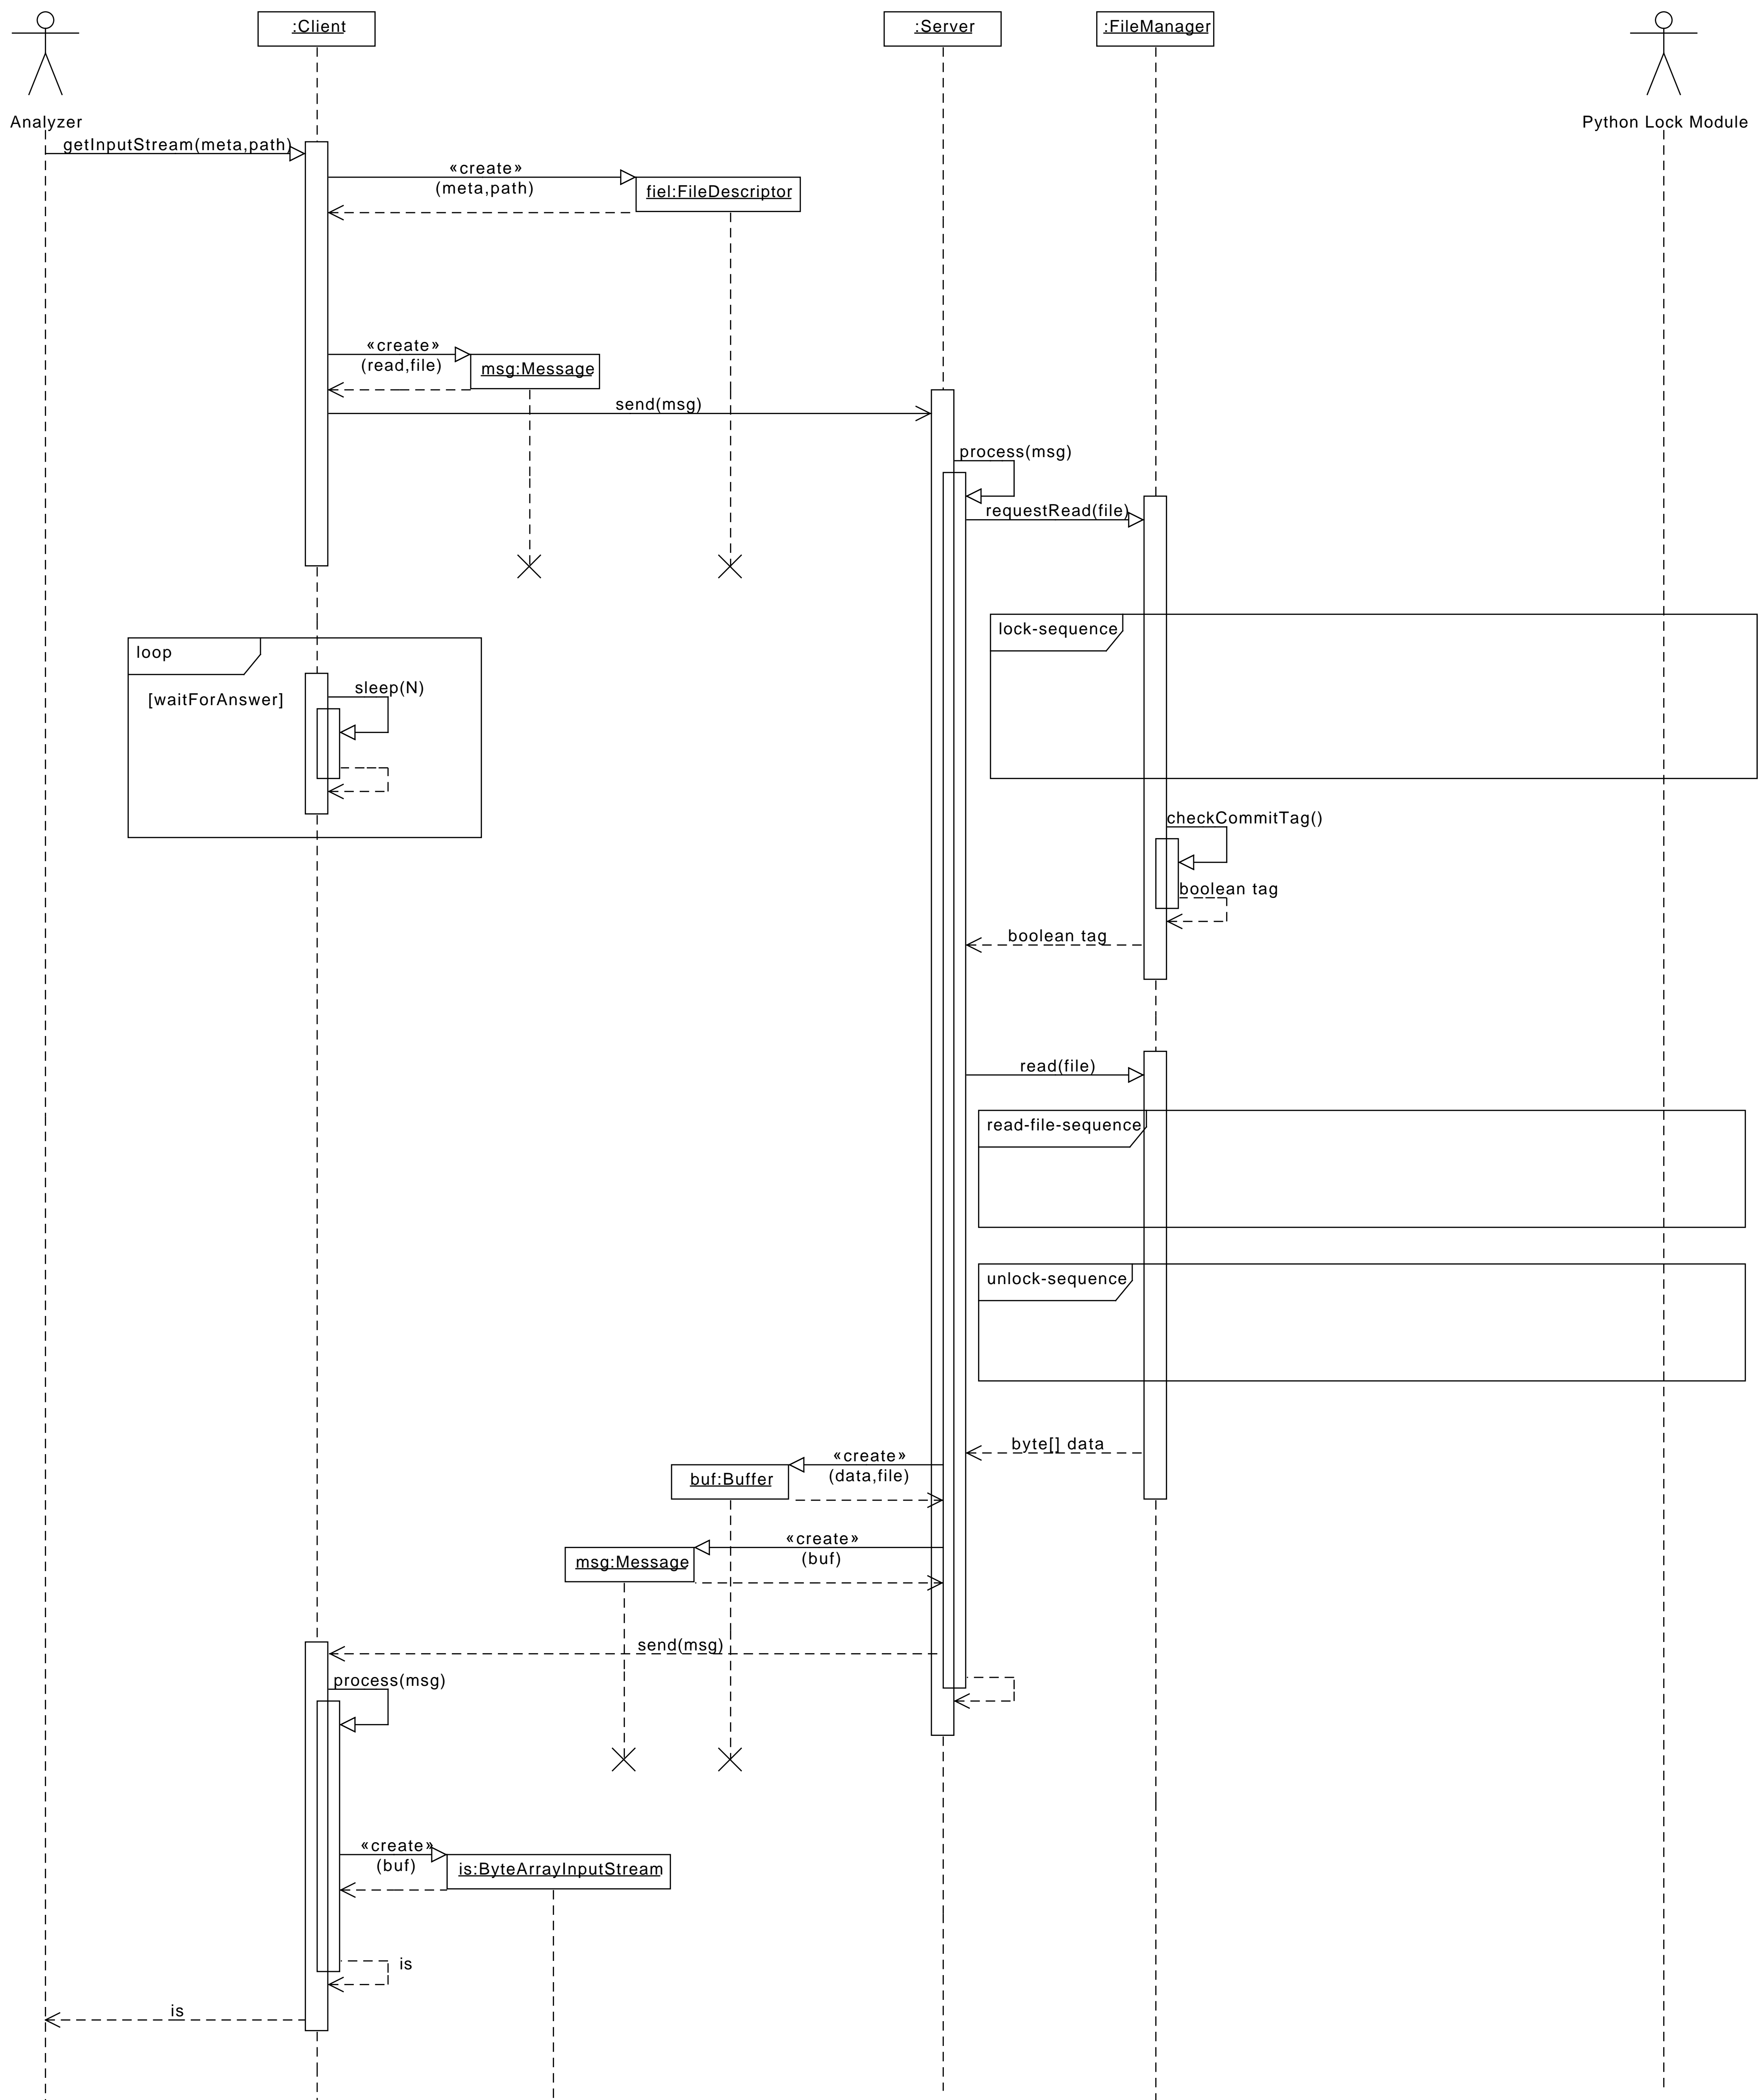 :Client
:Server
:FileManager
Analyzer
Python Lock Module
getInputStream(meta,path)
«create»
(meta,path)
fiel:FileDescriptor
«create»
(read,file)
msg:Message
send(msg)
process(msg)
requestRead(file)
lock-sequence
loop
[waitForAnswer]
sleep(N)
checkCommitTag()
boolean tag
boolean tag
read(file)
read-file-sequence
unlock-sequence
byte[] data
«create»
(data,file)
buf:Buffer
«create»
(buf)
msg:Message
send(msg)
process(msg)
«create»
(buf)
is:ByteArrayInputStream
is
is